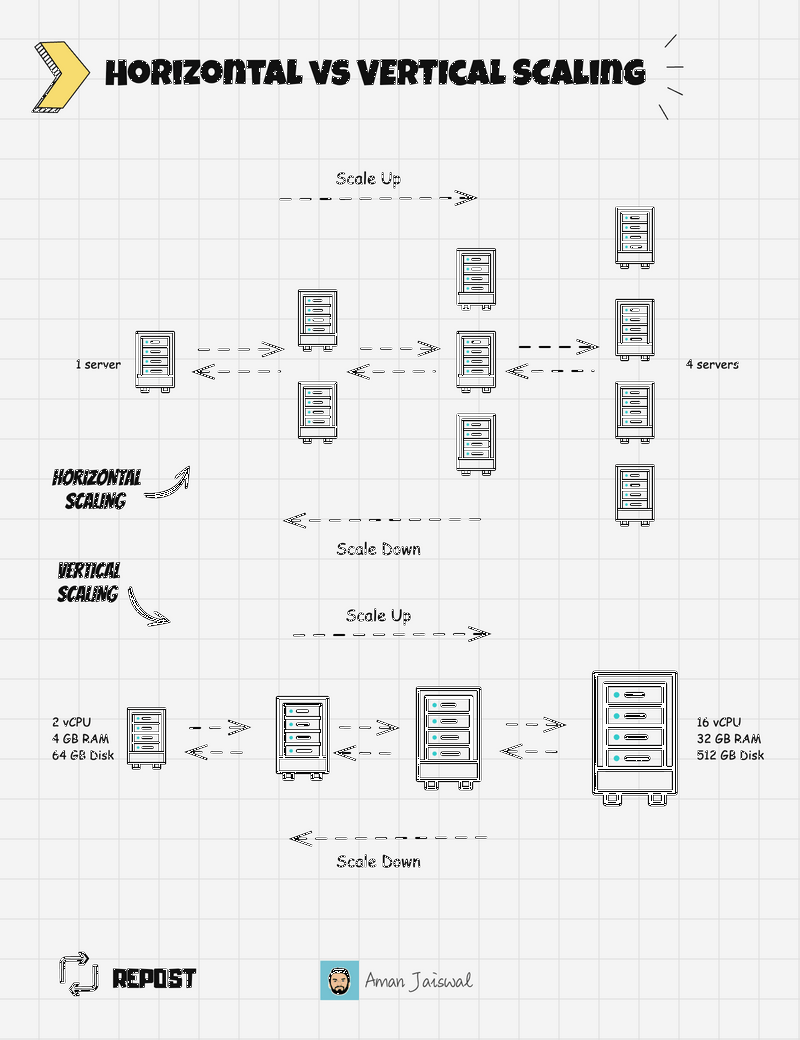 HORIZONTAL VS VERTICAL SCALING
Scale Up
1 server
4 servers
HORIZONTAL
SCALING
Scale Down
VERTICAL
SCALING
Scale Up
2 vCPU
4 GB RAM
64 GB Disk
16 vCPU
32 GB RAM
512 GB Disk
Scale Down
REPOST
Aman Jaiswal